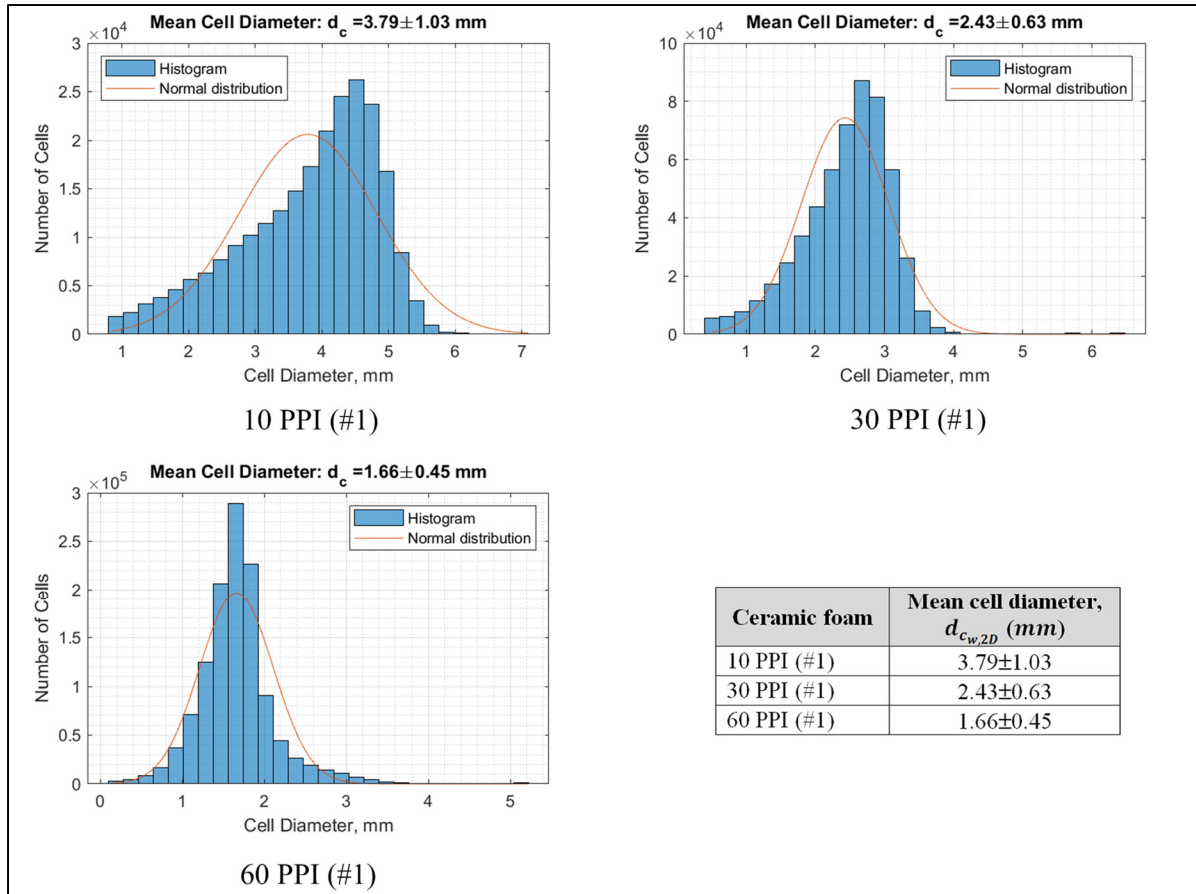 Mean Cell Diameter: d_c =3.79±1.03 mm
×10^4
3
2.5
2
1.5
1
0.5
0
Number of Cells
Histogram
Normal distribution
1 2 3 4 5 6 7
Cell Diameter, mm
10 PPI (#1)
Mean Cell Diameter: d_c =2.43±0.63 mm
×10^4
10
8
6
4
2
0
Number of Cells
Histogram
Normal distribution
1 2 3 4 5 6
Cell Diameter, mm
30 PPI (#1)
Mean Cell Diameter: d_c =1.66±0.45 mm
×10^5
3
2.5
2
1.5
1
0.5
0
Number of Cells
Histogram
Normal distribution
0 1 2 3 4 5
Cell Diameter, mm
60 PPI (#1)
Ceramic foam Mean cell diameter,
d_{c_{w,2D}} (mm)
10 PPI (#1) 3.79±1.03
30 PPI (#1) 2.43±0.63
60 PPI (#1) 1.66±0.45